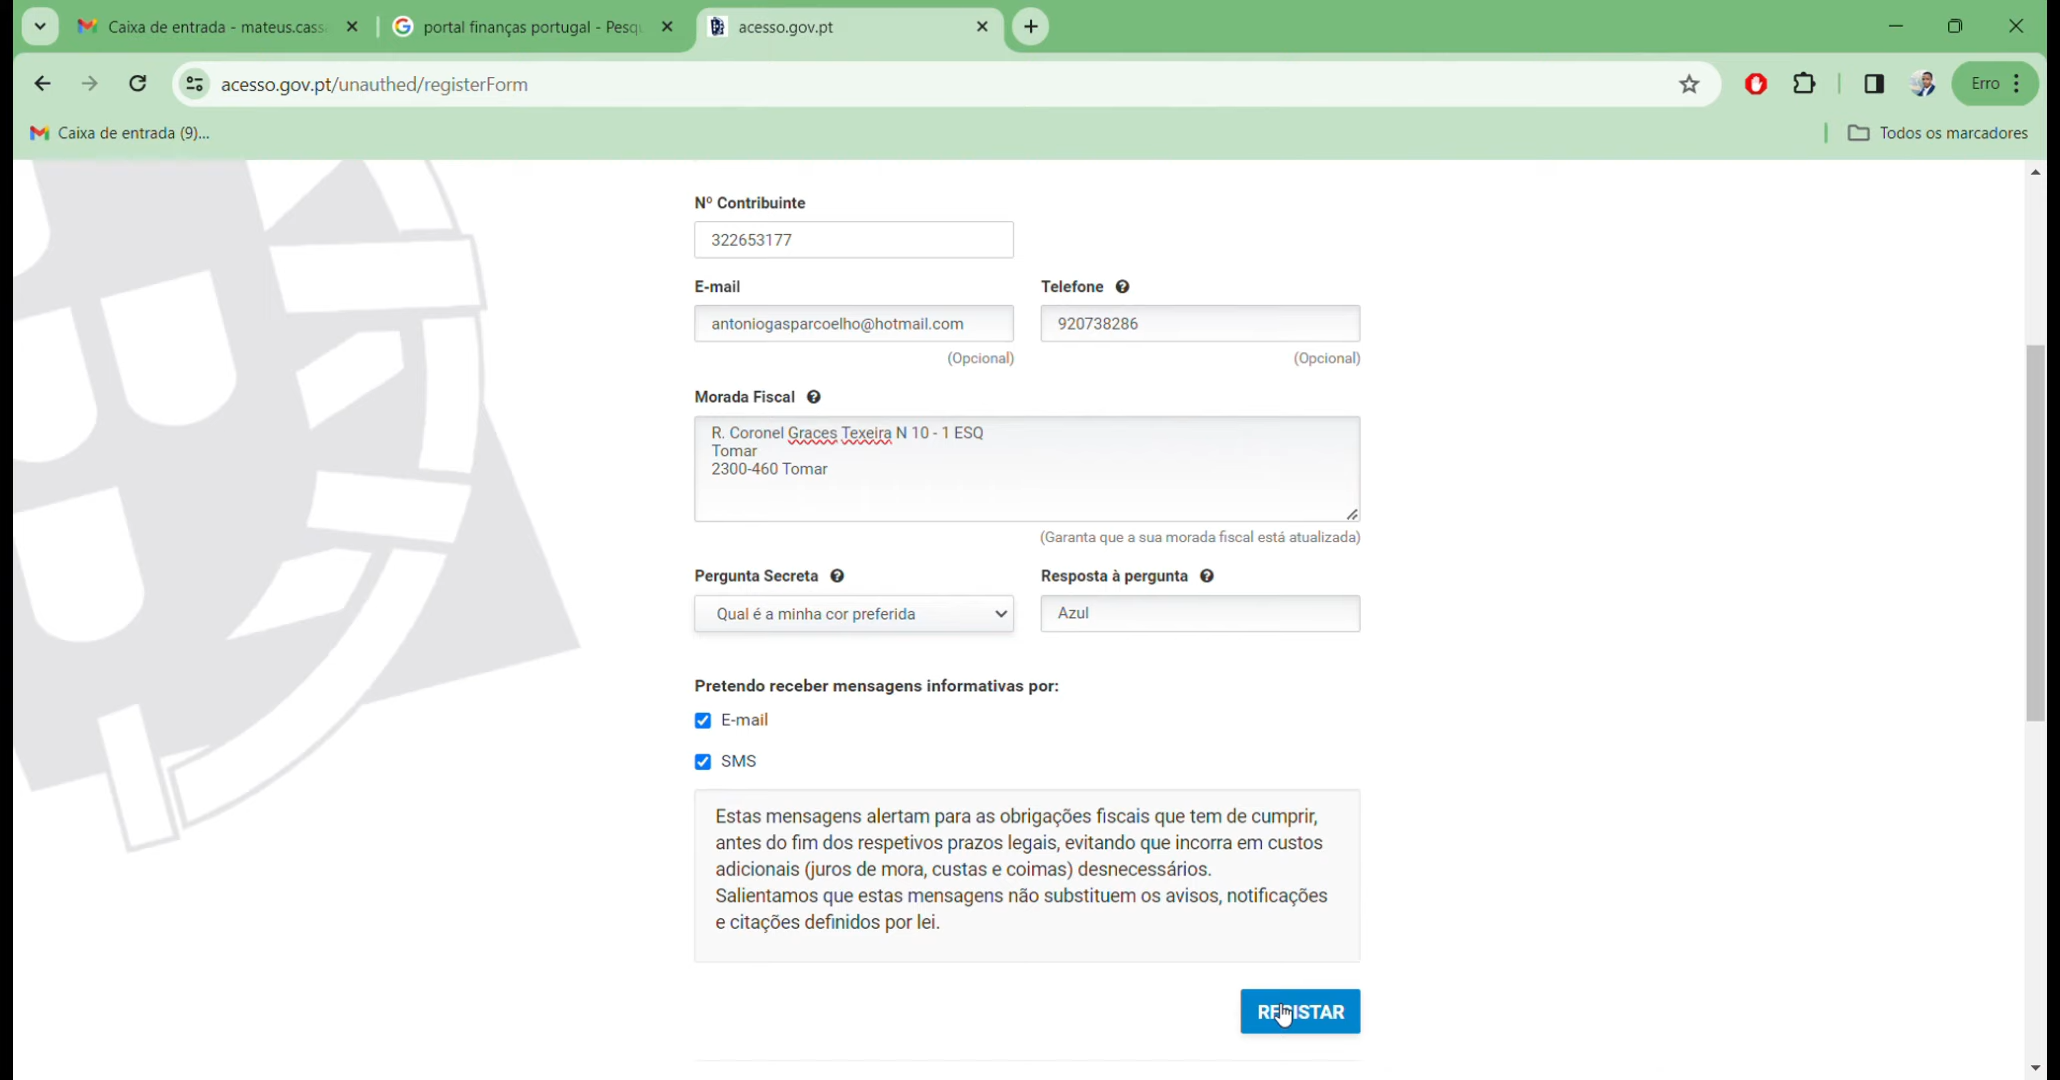 Caixa de entrada - mateus.cass
portal finanças portugal - Pesqu
acesso.gov.pt
acesso.gov.pt/unauthed/registerForm
Erro
Caixa de entrada (9)...
Todos os marcadores
Nº Contribuinte
322653177
E-mail
Telefone
antoniogasparcoelho@hotmail.com
920738286
(Opcional)
(Opcional)
Morada Fiscal
R. Coronel Graces Texeira N 10 - 1 ESQ
Tomar
2300-460 Tomar
(Garanta que a sua morada fiscal está atualizada)
Pergunta Secreta
Resposta à pergunta
Qual é a minha cor preferida
Azul
Pretendo receber mensagens informativas por:
E-mail
SMS
Estas mensagens alertam para as obrigações fiscais que tem de cumprir,
antes do fim dos respetivos prazos legais, evitando que incorra em custos
adicionais (juros de mora, custas e coimas) desnecessários.
Salientamos que estas mensagens não substituem os avisos, notificações
e citações definidos por lei.
REGISTAR